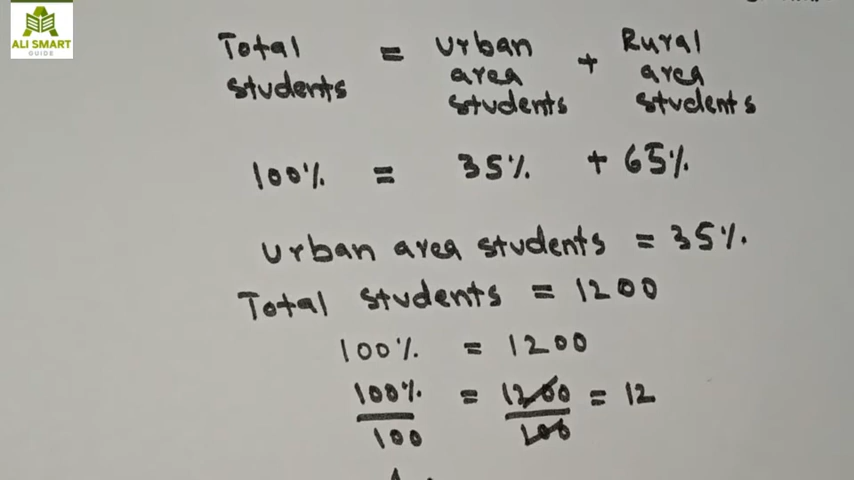 ALI SMART
GUIDE
Total students = Urban area students + Rural area students
100% = 35% + 65%
Urban area students = 35%.
Total students = 1200
100% = 1200
100%/100 = 1200/100 = 12